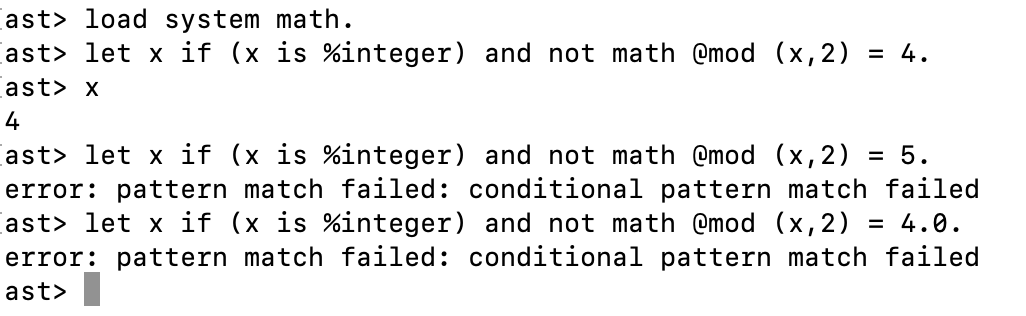 ast> load system math.
ast> let x if (x is %integer) and not math @mod (x,2) = 4.
ast> x
4
ast> let x if (x is %integer) and not math @mod (x,2) = 5.
error: pattern match failed: conditional pattern match failed
ast> let x if (x is %integer) and not math @mod (x,2) = 4.0.
error: pattern match failed: conditional pattern match failed
ast>